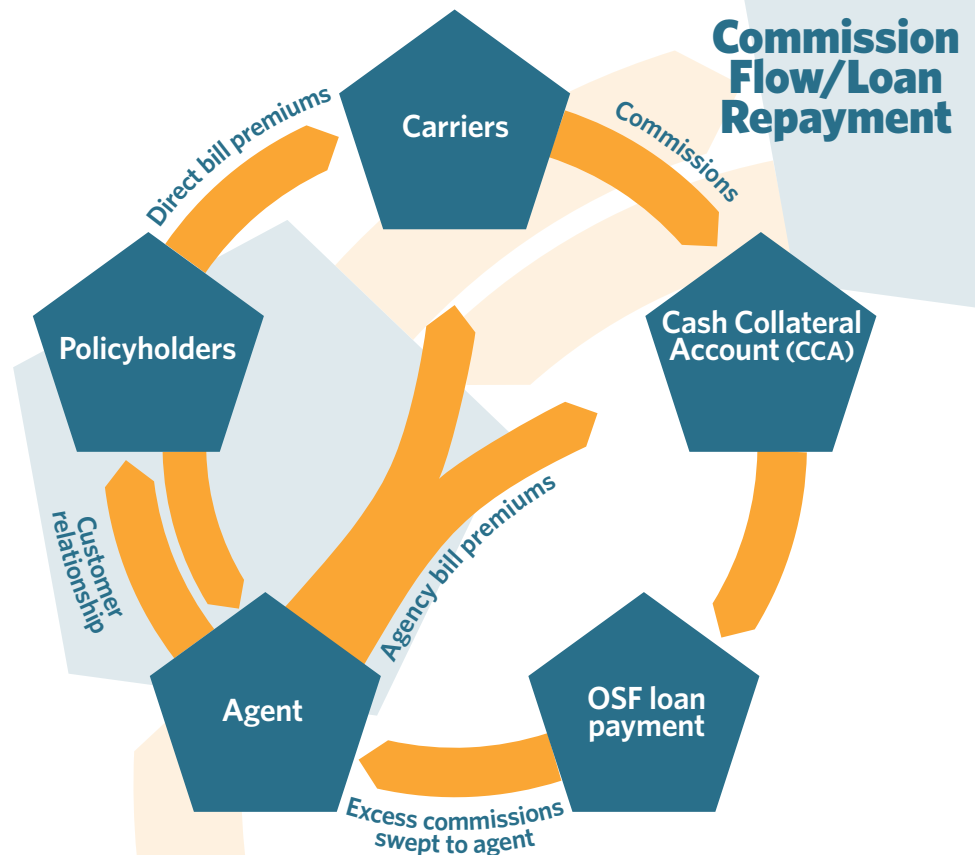 Commission
Flow/Loan
Repayment
Direct bill premiums
Carriers
Commissions
Policyholders
Cash Collateral
Account (CCA)
Customer
relationship
Agency bill premiums
Agent
OSF loan
payment
Excess commissions
swept to agent